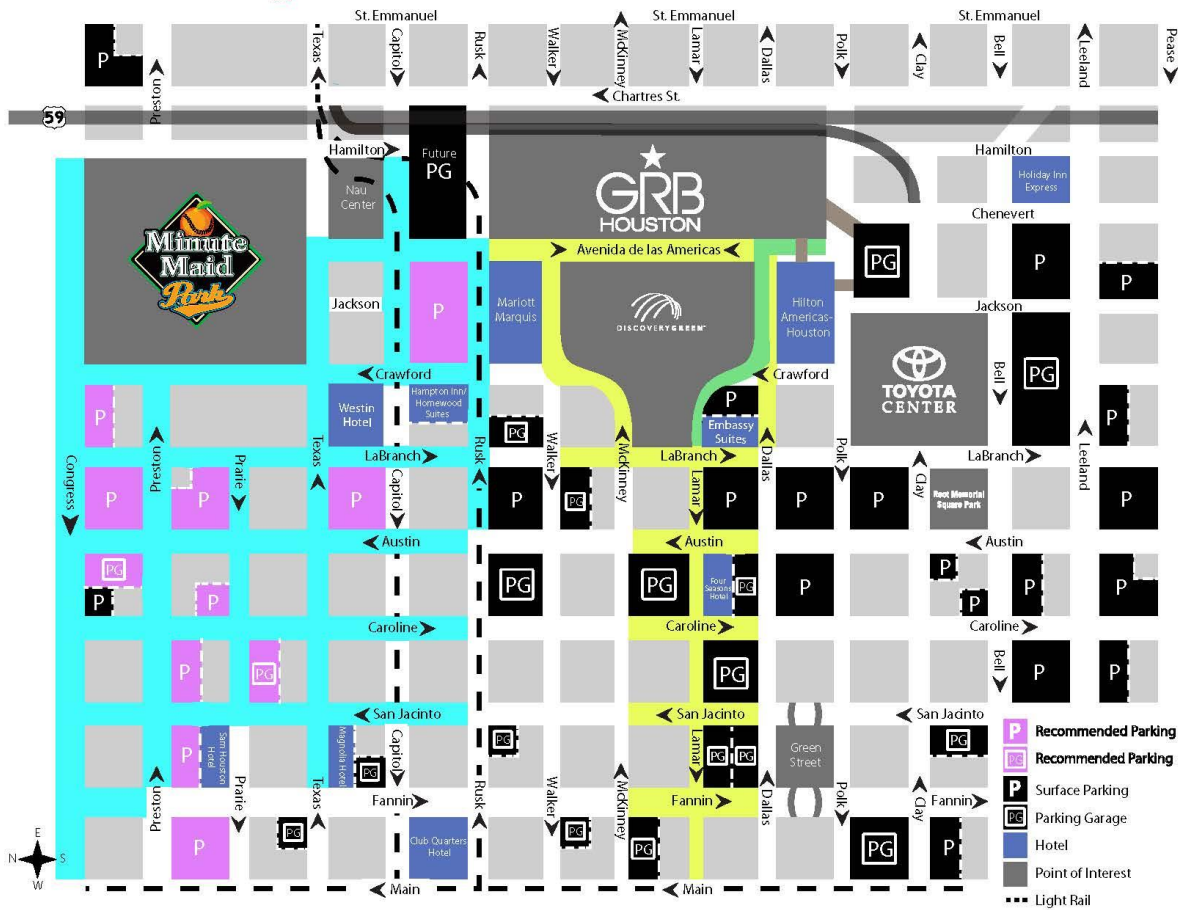 St. Emmanuel
St. Emmanuel
St. Emmanuel
Preston
Texas
Capitol
Rusk
Walker
McKinney
Lamar
Dallas
Polk
Clay
Bell
Leeland
Pease
P
Chartres St.
59
Hamilton
Hamilton
Future
PG
Nau
Center
GRB
HOUSTON
Holiday Inn
Express
Chenevert
Minute
Maid
Park
Avenida de las Americas
PG
P
P
Jackson
P
Mariott
Marquis
DISCOVERY GREEN
Hilton
Americas-
Houston
Jackson
TOYOTA
CENTER
Bell
PG
Crawford
Crawford
P
Westin
Hotel
Hampton Inn/
Homewood
Suites
PG
P
Embassy
Suites
P
Congress
Preston
Prarie
Texas
LaBranch
Capitol
Rusk
Walker
McKinney
LaBranch
Lamar
Dallas
Polk
Clay
LaBranch
Leeland
P
P
P
P
PG
P
P
P
Root Memorial
Square Park
P
Austin
Austin
Austin
PG
P
P
PG
PG
Four
Seasons
Hotel
PG
P
P
P
P
P
Caroline
Caroline
Caroline
P
PG
PG
Bell
P
P
San Jacinto
San Jacinto
San Jacinto
P
Sam Houston
Hotel
Magnolia Hotel
PG
Capitol
PG
Lamar
PG
PG
Green
Street
PG
Preston
Prarie
Texas
Fannin
Rusk
Walker
McKinney
Fannin
Dallas
Polk
Clay
Fannin
P
PG
Club Quarters
Hotel
PG
PG
PG
P
Main
Main
E
N
S
W
P
Recommended Parking
PG
Recommended Parking
P
Surface Parking
PG
Parking Garage
Hotel
Point of Interest
Light Rail